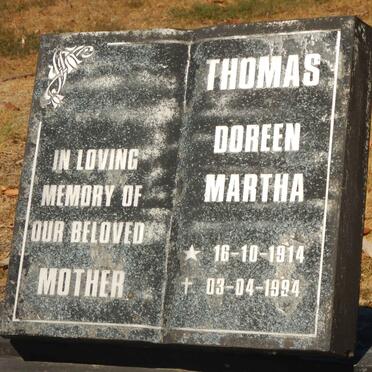 IN LOVING
MEMORY OF
OUR BELOVED
MOTHER
THOMAS
DOREEN
MARTHA
★ 16-10-1914
✝ 03-04-1994